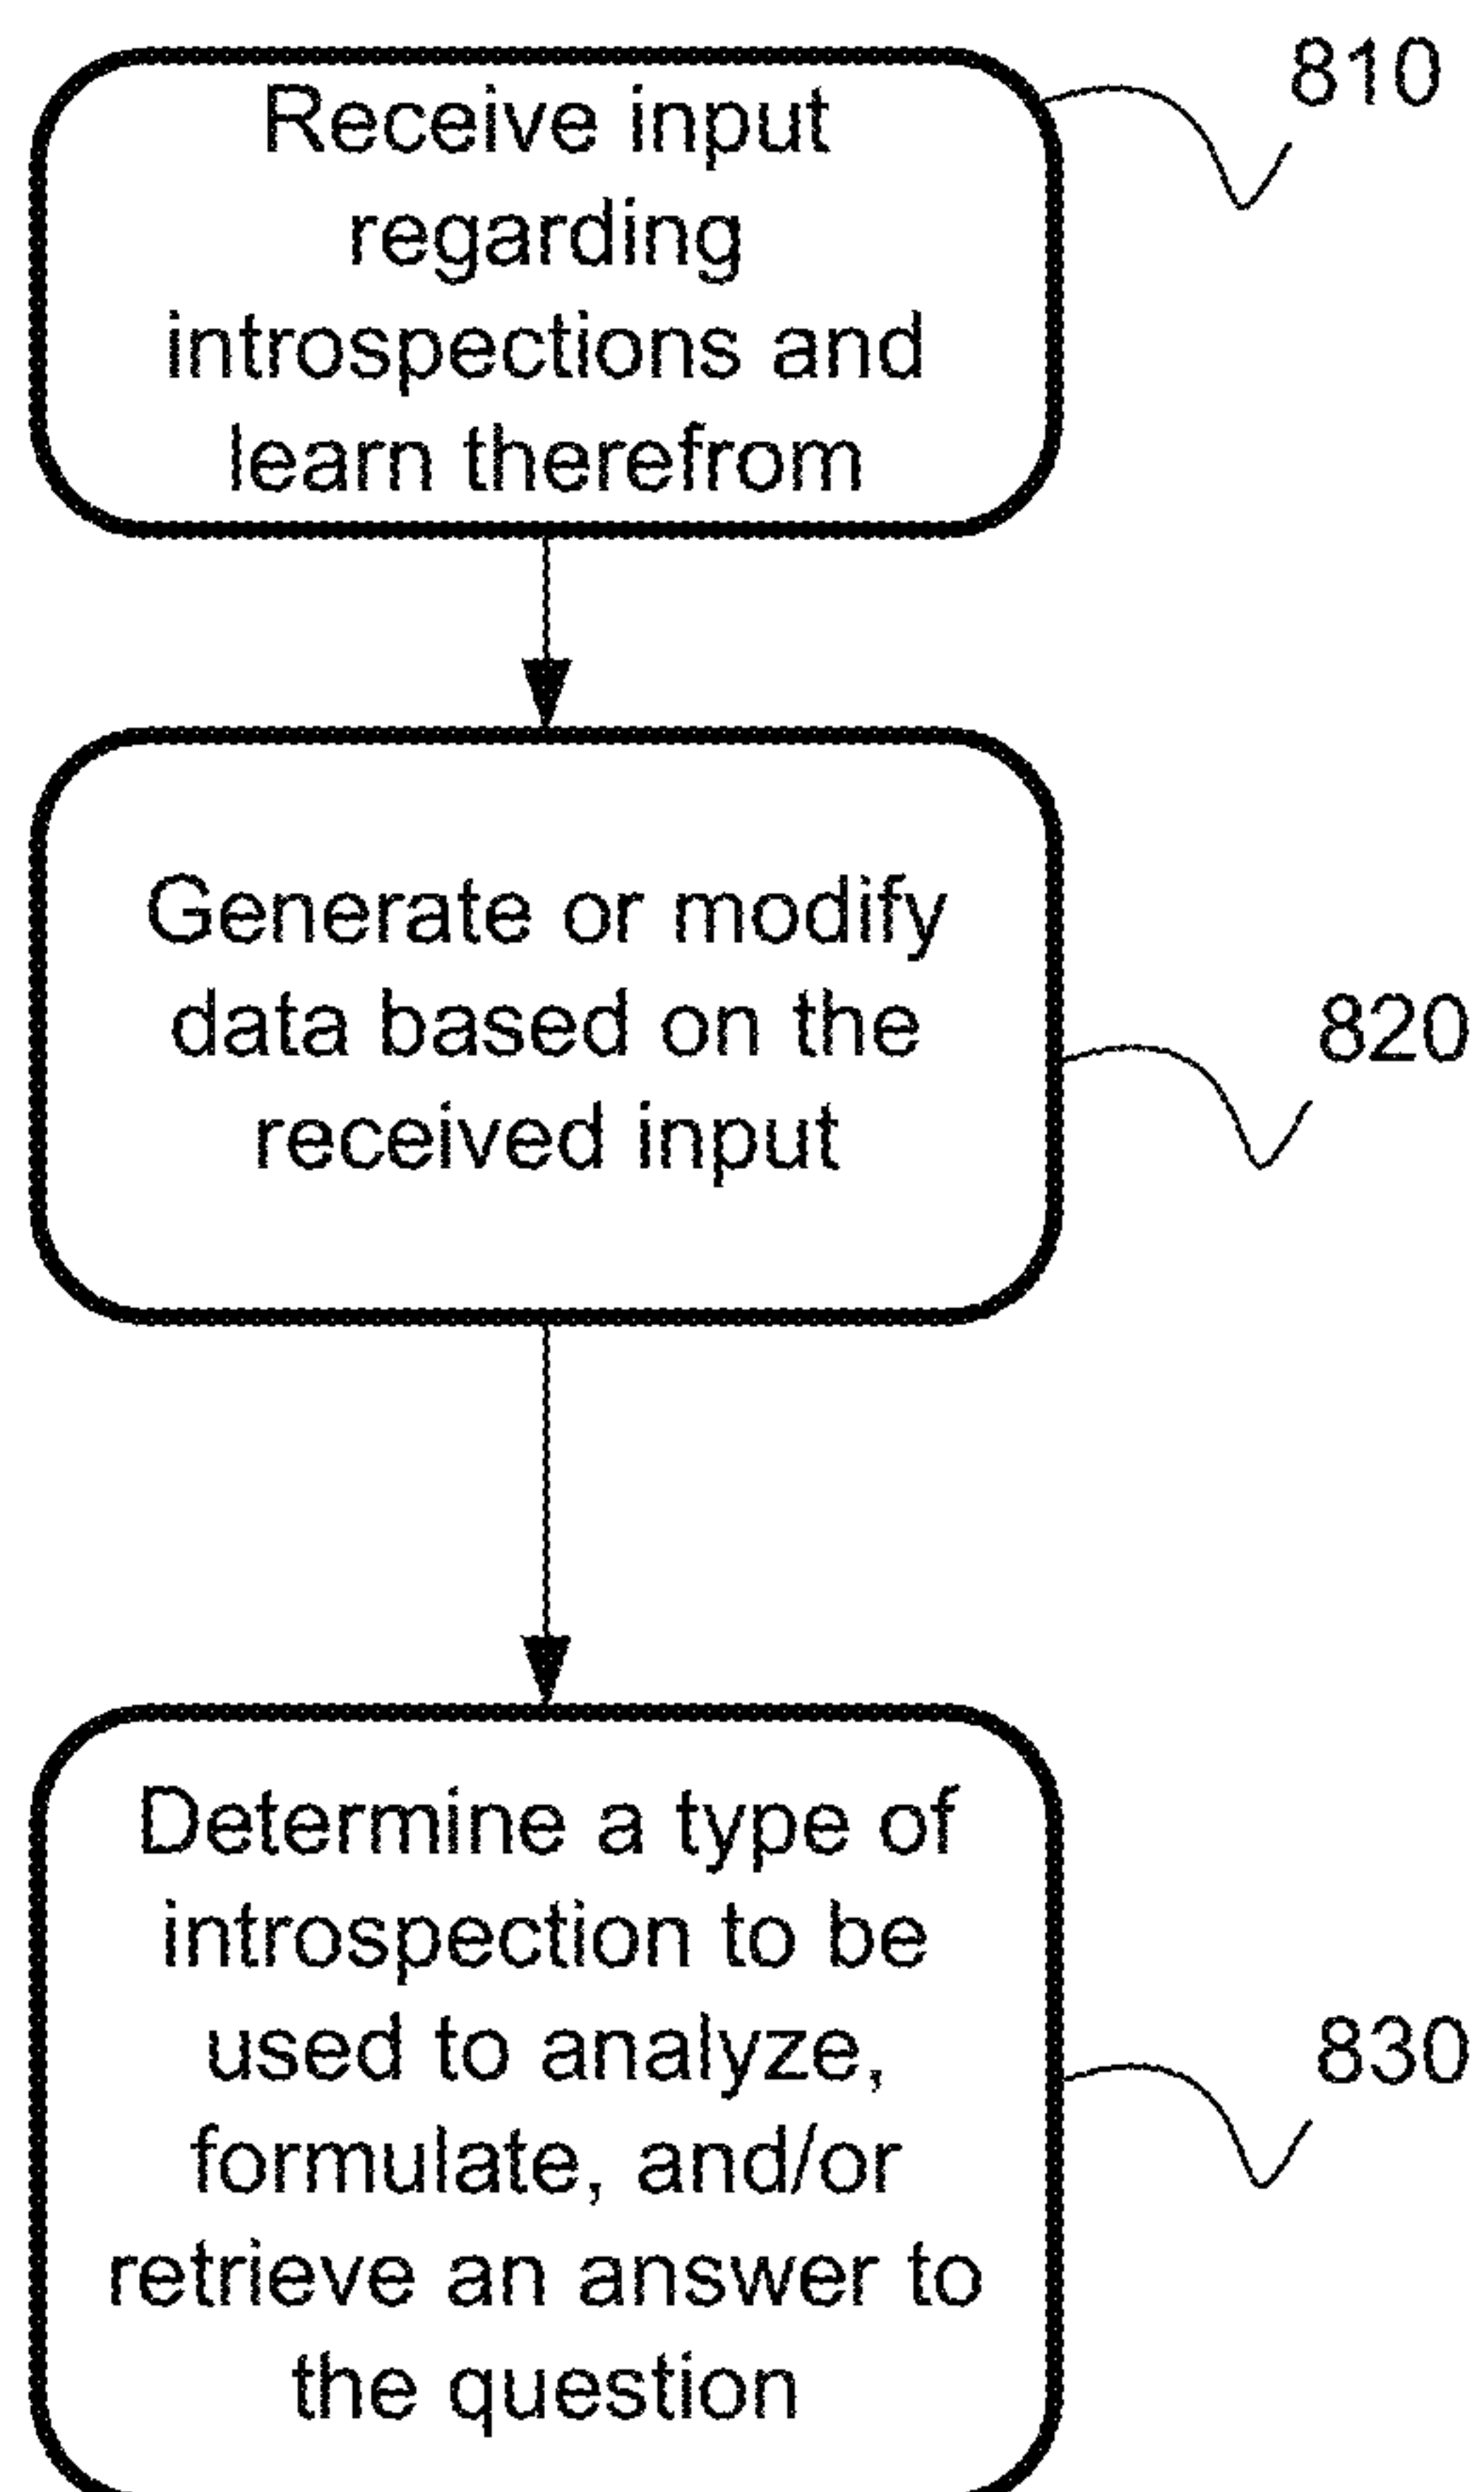 Receive input
regarding
introspections and
learn therefrom
810
Generate or modify
data based on the
received input
820
Determine a type of
introspection to be
used to analyze,
formulate, and/or
retrieve an answer to
the question
830